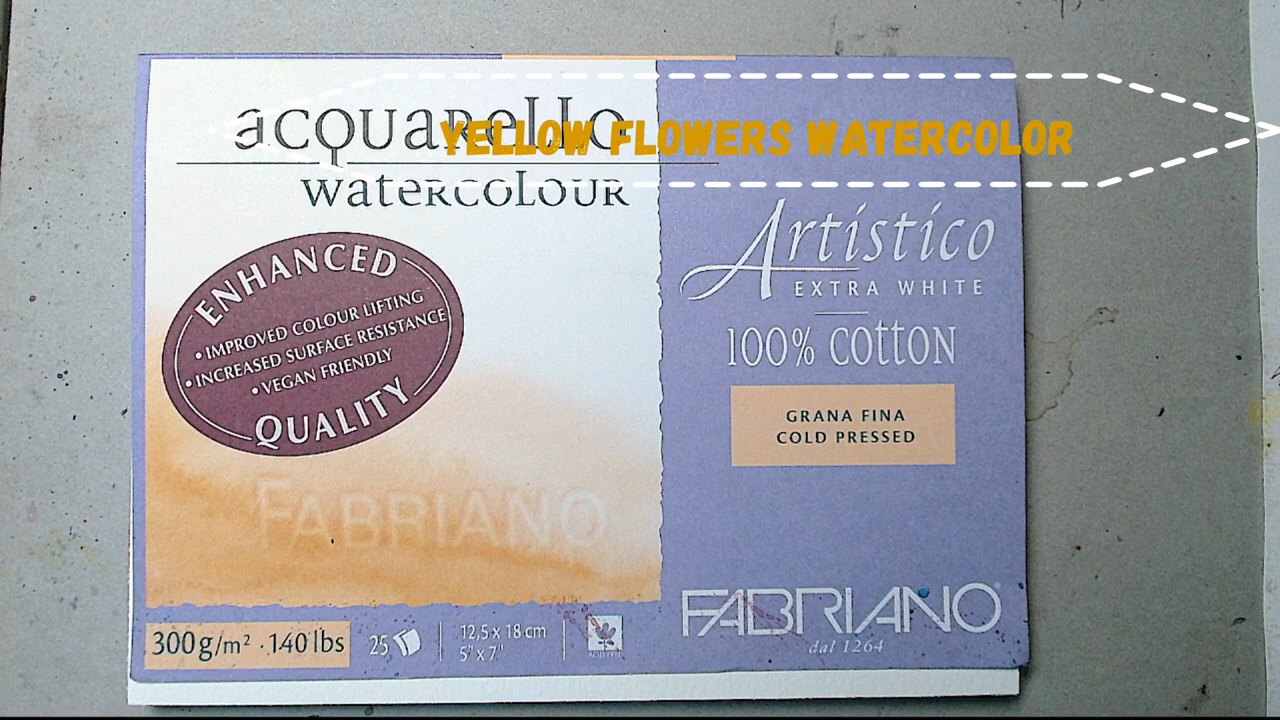 acquarello
watercolour
YELLOW FLOWERS WATERCOLOR
ENHANCED
• IMPROVED COLOUR LIFTING
• INCREASED SURFACE RESISTANCE
• VEGAN FRIENDLY
QUALITY
FABRIANO
300g/m² · 140 lbs
25
12,5 x 18 cm
5" x 7"
ACID FREE
Artistico
EXTRA WHITE
100% COTTON
GRANA FINA
COLD PRESSED
FABRIANO®
dal 1264